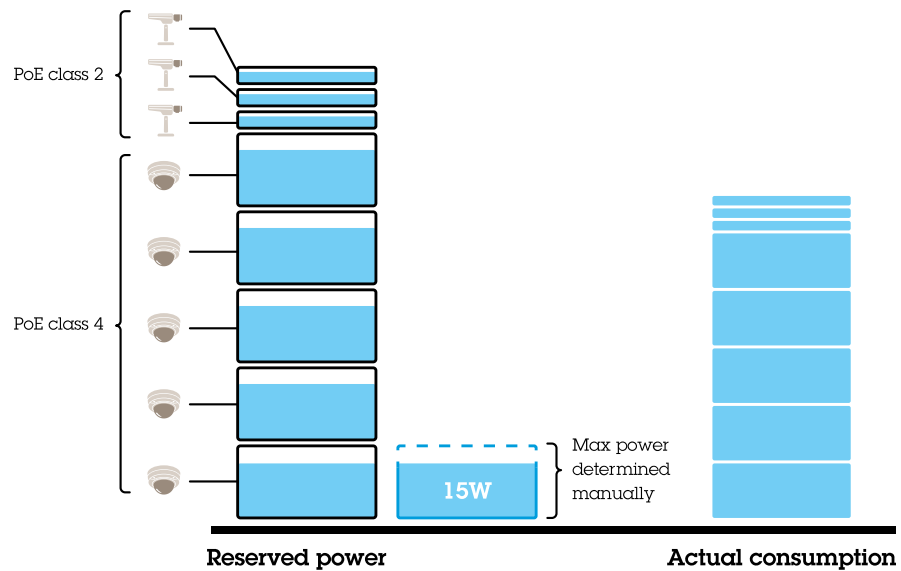 PoE class 2
PoE class 4
15W
Max power
determined
manually
Reserved power
Actual consumption